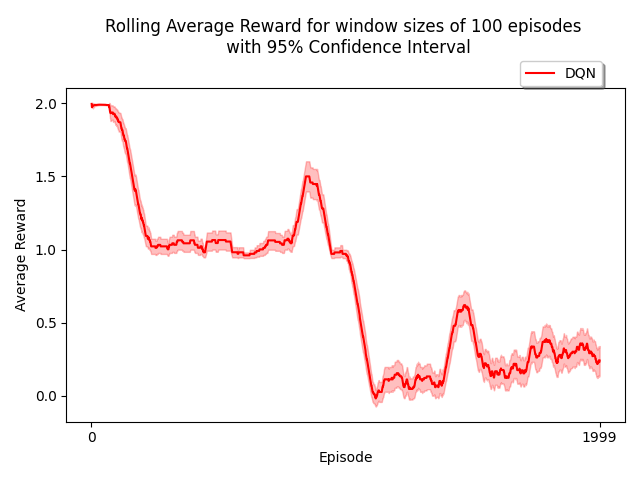 Rolling Average Reward for window sizes of 100 episodes
with 95% Confidence Interval
DQN
2.0
1.5
1.0
0.5
0.0
Average Reward
0
1999
Episode